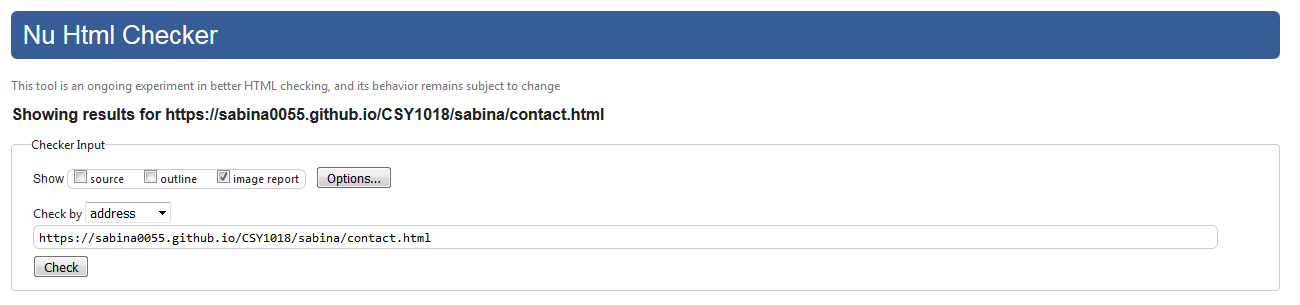 Nu Html Checker
This tool is an ongoing experiment in better HTML checking, and its behavior remains subject to change
Showing results for https://sabina0055.github.io/CSY1018/sabina/contact.html
Checker Input
Show source outline image report Options...
Check by address
https://sabina0055.github.io/CSY1018/sabina/contact.html
Check